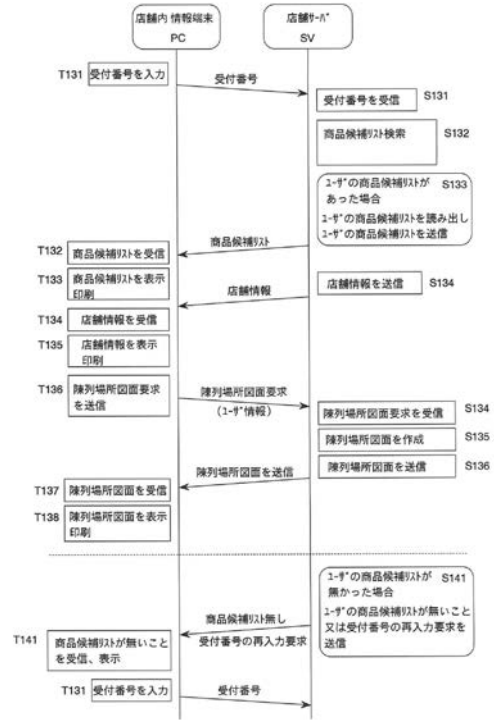 店舗内 情報端末
PC
店舗サーバ
SV
T131 受付番号を入力
受付番号
受付番号を受信 S131
商品候補リスト検索 S132
ユーザの商品候補リストが S133
あった場合
ユーザの商品候補リストを読み出し
ユーザの商品候補リストを送信
商品候補リスト
T132 商品候補リストを受信
T133 商品候補リストを表示
印刷
店舗情報を送信 S134
店舗情報
T134 店舗情報を受信
T135 店舗情報を表示
印刷
T136 陳列場所図面要求
を送信
陳列場所図面要求
(ユーザ情報)
陳列場所図面要求を受信 S134
陳列場所図面を作成 S135
陳列場所図面を送信 S136
陳列場所図面を送信
T137 陳列場所図面を受信
T138 陳列場所図面を表示
印刷
ユーザの商品候補リストが S141
無かった場合
ユーザの商品候補リストが無いこと
又は受付番号の再入力要求を
送信
商品候補リスト無し
受付番号の再入力要求
T141 商品候補リストが無いこと
を受信、表示
T131 受付番号を入力
受付番号